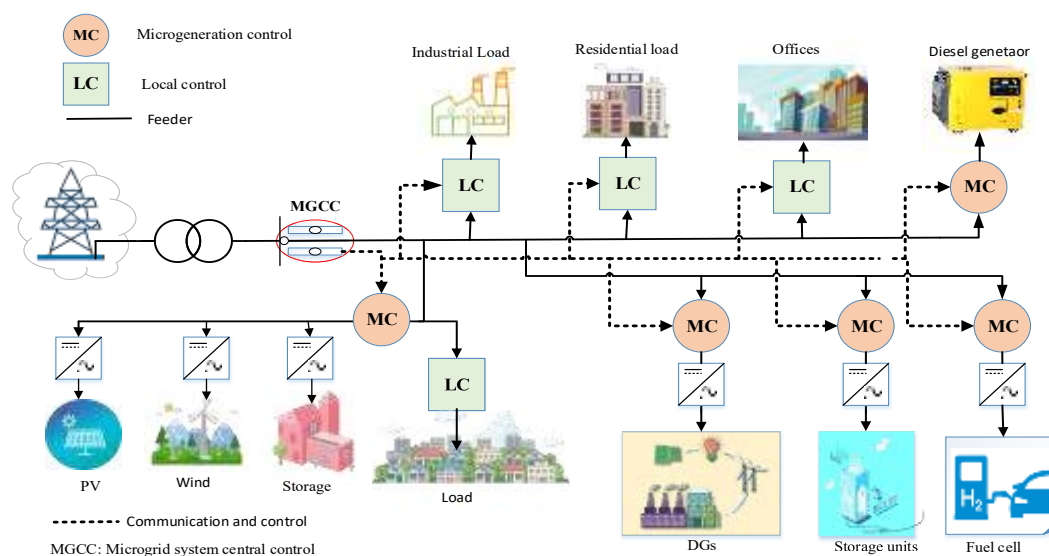 MC
Microgeneration control
LC
Local control
Feeder
Industrial Load
Residential load
Offices
Diesel genetaor
MGCC
LC
LC
LC
MC
MC
MC
MC
MC
LC
PV
Wind
Storage
Load
DGs
H2
Storage units
Fuel cell
Communication and control
MGCC: Microgrid system central control